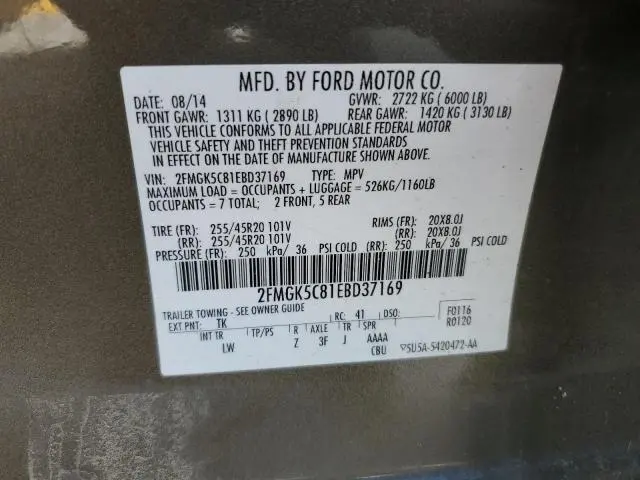 MFD. BY FORD MOTOR CO.
DATE: 08/14 GVWR: 2722 KG ( 6000 LB)
FRONT GAWR: 1311 KG ( 2890 LB) REAR GAWR: 1420 KG ( 3130 LB)
THIS VEHICLE CONFORMS TO ALL APPLICABLE FEDERAL MOTOR
VEHICLE SAFETY AND THEFT PREVENTION STANDARDS
IN EFFECT ON THE DATE OF MANUFACTURE SHOWN ABOVE.
VIN: 2FMGK5C81EBD37169 TYPE: MPV
MAXIMUM LOAD = OCCUPANTS + LUGGAGE = 526KG/1160LB
OCCUPANTS = 7 TOTAL; 2 FRONT, 5 REAR
TIRE (FR): 255/45R20 101V RIMS (FR): 20X8.0J
(RR): 255/45R20 101V (RR): 20X8.0J
PRESSURE (FR): 250 kPa/ 36 PSI COLD (RR): 250 kPa/ 36 PSI COLD
2FMGK5C81EBD37169
TRAILER TOWING - SEE OWNER GUIDE
EXT PNT: TK RC: 41 DSO: F0116
INT TR TP/PS R AXLE TR SPR R0120
LW Z 3F J AAAA
CBU 5U5A-5420472-AA